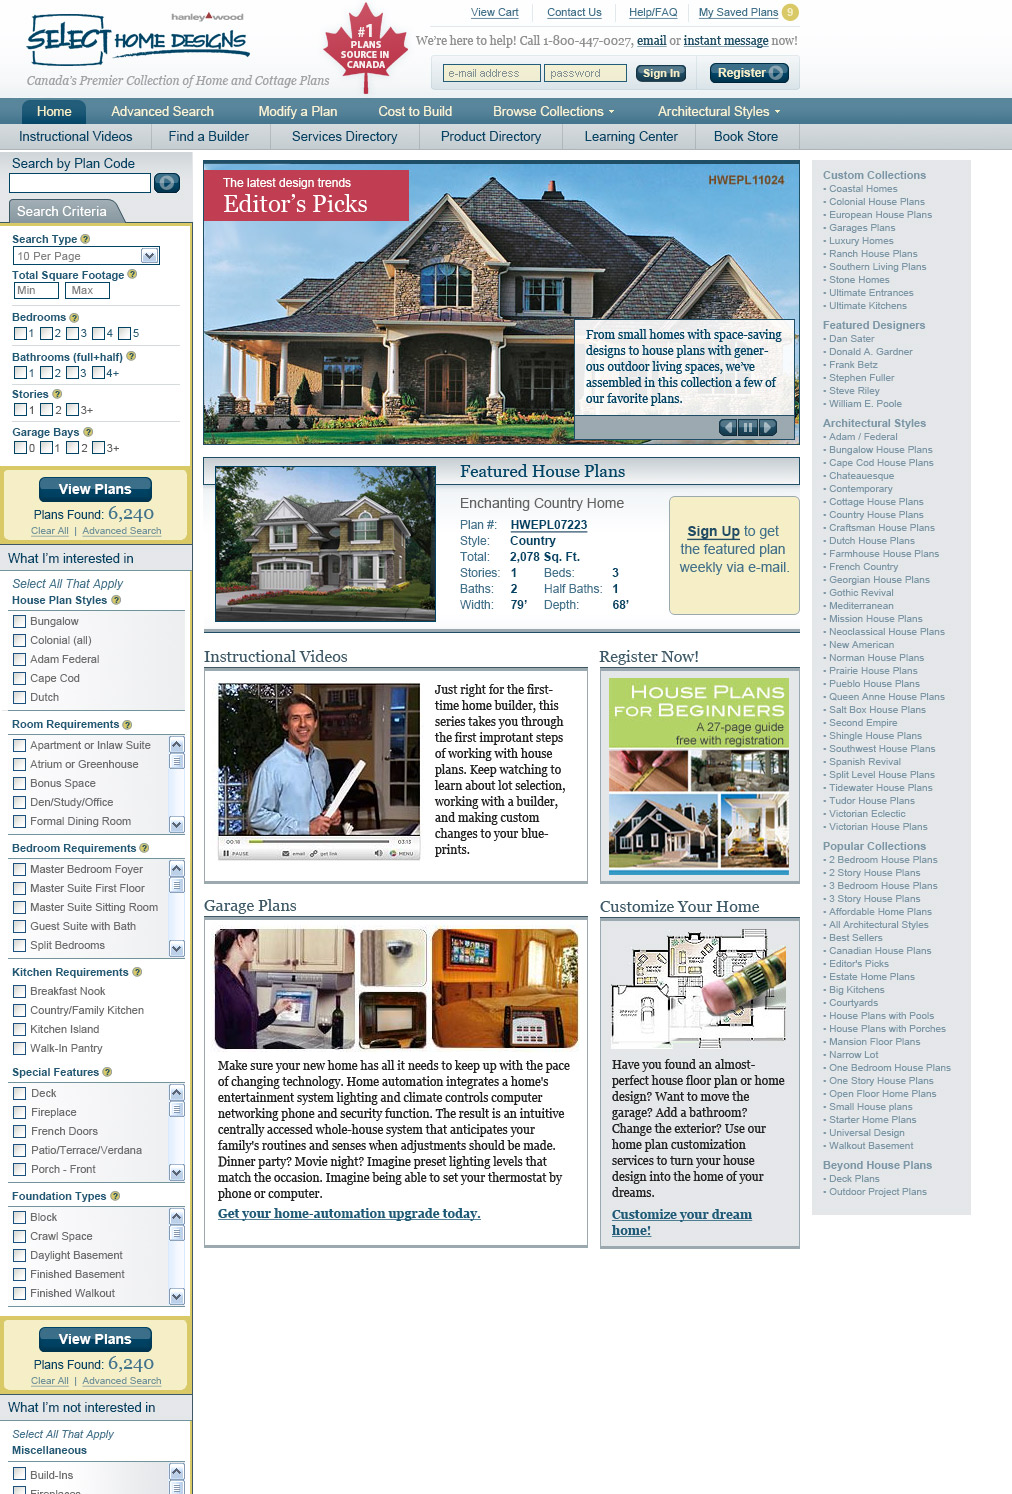 hanley wood
SELECT HOME DESIGNS
Canada's Premier Collection of Home and Cottage Plans
#1
PLANS
SOURCE IN
CANADA
View Cart
Contact Us
Help/FAQ
My Saved Plans 9
We're here to help! Call 1-800-447-0027, email or instant message now!
e-mail address
password
Sign In
Register
Home
Advanced Search
Modify a Plan
Cost to Build
Browse Collections
Architectural Styles
Instructional Videos
Find a Builder
Services Directory
Product Directory
Learning Center
Book Store
Search by Plan Code
Search Criteria
Search Type ?
10 Per Page
Total Square Footage ?
Min Max
Bedrooms ?
1 2 3 4 5
Bathrooms (full+half) ?
1 2 3 4+
Stories ?
1 2 3+
Garage Bays ?
0 1 2 3+
View Plans
Plans Found: 6,240
Clear All | Advanced Search
What I'm interested in
Select All That Apply
House Plan Styles ?
Bungalow
Colonial (all)
Adam Federal
Cape Cod
Dutch
Room Requirements ?
Apartment or Inlaw Suite
Atrium or Greenhouse
Bonus Space
Den/Study/Office
Formal Dining Room
Bedroom Requirements ?
Master Bedroom Foyer
Master Suite First Floor
Master Suite Sitting Room
Guest Suite with Bath
Split Bedrooms
Kitchen Requirements ?
Breakfast Nook
Country/Family Kitchen
Kitchen Island
Walk-In Pantry
Special Features ?
Deck
Fireplace
French Doors
Patio/Terrace/Verdana
Porch - Front
Foundation Types ?
Block
Crawl Space
Daylight Basement
Finished Basement
Finished Walkout
View Plans
Plans Found: 6,240
Clear All | Advanced Search
What I'm not interested in
Select All That Apply
Miscellaneous
Build-Ins
Fireplaces
The latest design trends
Editor's Picks
HWEPL11024
From small homes with space-saving
designs to house plans with gener-
ous outdoor living spaces, we've
assembled in this collection a few of
our favorite plans.
Featured House Plans
Enchanting Country Home
Plan #: HWEPL07223
Style: Country
Total: 2,078 Sq. Ft.
Stories: 1 Beds: 3
Baths: 2 Half Baths: 1
Width: 79' Depth: 68'
Sign Up to get
the featured plan
weekly via e-mail.
Instructional Videos
00:16 03:13
PAUSE email get link MENU
Just right for the first-
time home builder, this
series takes you through
the first improtant steps
of working with house
plans. Keep watching to
learn about lot selection,
working with a builder,
and making custom
changes to your blue-
prints.
Register Now!
HOUSE PLANS
FOR BEGINNERS
A 27-page guide
free with registration
Garage Plans
Make sure your new home has all it needs to keep up with the pace
of changing technology. Home automation integrates a home's
entertainment system lighting and climate controls computer
networking phone and security function. The result is an intuitive
centrally accessed whole-house system that anticipates your
family's routines and senses when adjustments should be made.
Dinner party? Movie night? Imagine preset lighting levels that
match the occasion. Imagine being able to set your thermostat by
phone or computer.
Get your home-automation upgrade today.
Customize Your Home
Have you found an almost-
perfect house floor plan or home
design? Want to move the
garage? Add a bathroom?
Change the exterior? Use our
home plan customization
services to turn your house
design into the home of your
dreams.
Customize your dream
home!
Custom Collections
• Coastal Homes
• Colonial House Plans
• European House Plans
• Garages Plans
• Luxury Homes
• Ranch House Plans
• Southern Living Plans
• Stone Homes
• Ultimate Entrances
• Ultimate Kitchens
Featured Designers
• Dan Sater
• Donald A. Gardner
• Frank Betz
• Stephen Fuller
• Steve Riley
• William E. Poole
Architectural Styles
• Adam / Federal
• Bungalow House Plans
• Cape Cod House Plans
• Chateauesque
• Contemporary
• Cottage House Plans
• Country House Plans
• Craftsman House Plans
• Dutch House Plans
• Farmhouse House Plans
• French Country
• Georgian House Plans
• Gothic Revival
• Mediterranean
• Mission House Plans
• Neoclassical House Plans
• New American
• Norman House Plans
• Prairie House Plans
• Pueblo House Plans
• Queen Anne House Plans
• Salt Box House Plans
• Second Empire
• Shingle House Plans
• Southwest House Plans
• Spanish Revival
• Split Level House Plans
• Tidewater House Plans
• Tudor House Plans
• Victorian Eclectic
• Victorian House Plans
Popular Collections
• 2 Bedroom House Plans
• 2 Story House Plans
• 3 Bedroom House Plans
• 3 Story House Plans
• Affordable Home Plans
• All Architectural Styles
• Best Sellers
• Canadian House Plans
• Editor's Picks
• Estate Home Plans
• Big Kitchens
• Courtyards
• House Plans with Pools
• House Plans with Porches
• Mansion Floor Plans
• Narrow Lot
• One Bedroom House Plans
• One Story House Plans
• Open Floor Home Plans
• Small House plans
• Starter Home Plans
• Universal Design
• Walkout Basement
Beyond House Plans
• Deck Plans
• Outdoor Project Plans